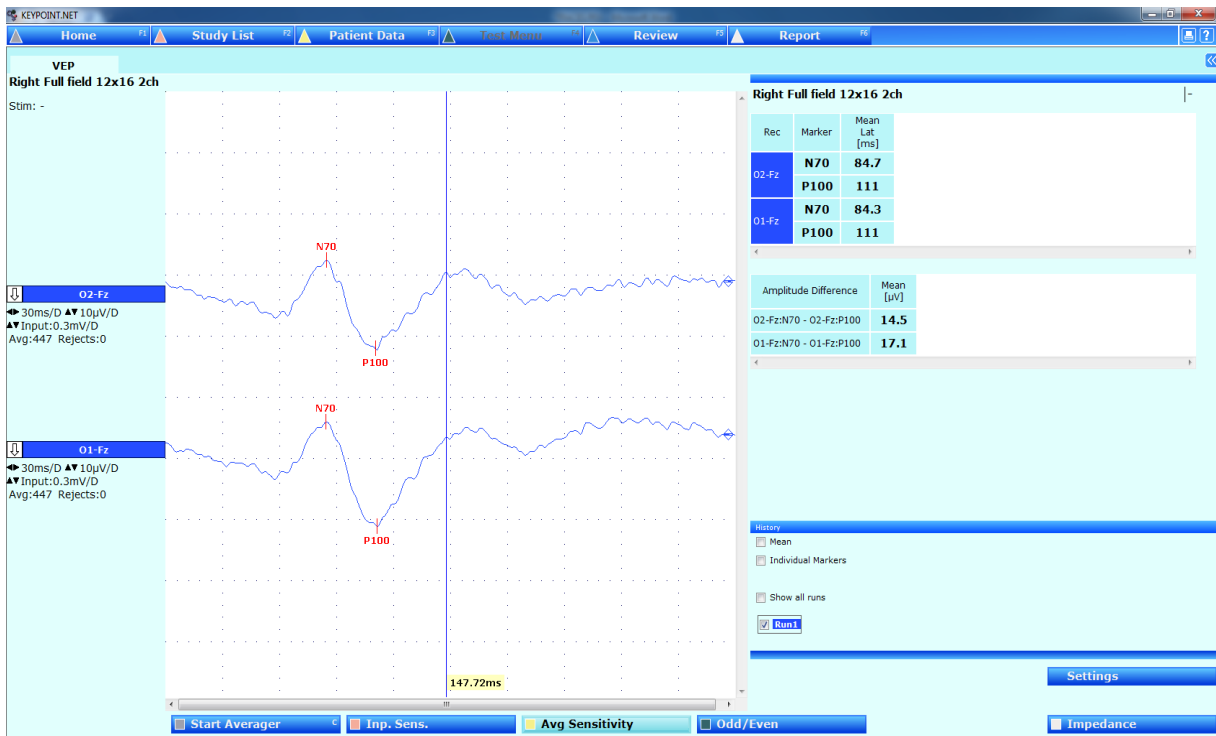 KEYPOINT.NET
Home F1 Study List F2 Patient Data F3 Test Menu F4 Review F5 Report F6
VEP
Right Full field 12x16 2ch
Stim: -
N70
P100
O2-Fz
30ms/D 10µV/D
Input:0.3mV/D
Avg:447 Rejects:0
N70
P100
O1-Fz
30ms/D 10µV/D
Input:0.3mV/D
Avg:447 Rejects:0
147.72ms
Right Full field 12x16 2ch
Rec Marker Mean Lat [ms]
O2-Fz N70 84.7
P100 111
O1-Fz N70 84.3
P100 111
Amplitude Difference Mean [µV]
O2-Fz:N70 - O2-Fz:P100 14.5
O1-Fz:N70 - O1-Fz:P100 17.1
History
Mean
Individual Markers
Show all runs
Run1
Settings
Start Averager C Inp. Sens. Avg Sensitivity Odd/Even Impedance